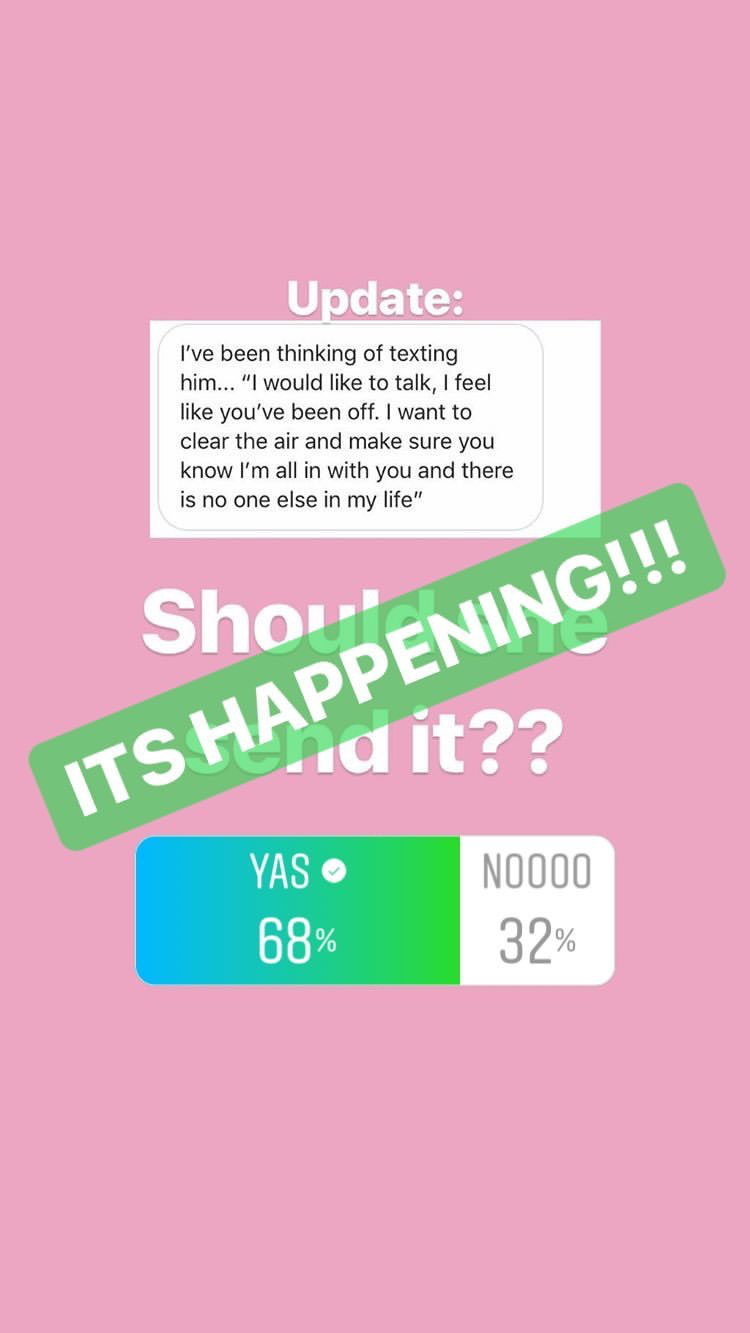 Update:
I’ve been thinking of texting
him... “I would like to talk, I feel
like you’ve been off. I want to
clear the air and make sure you
know I’m all in with you and there
is no one else in my life”
Should she
send it??
ITS HAPPENING!!!
YAS
NOOOO
68%
32%